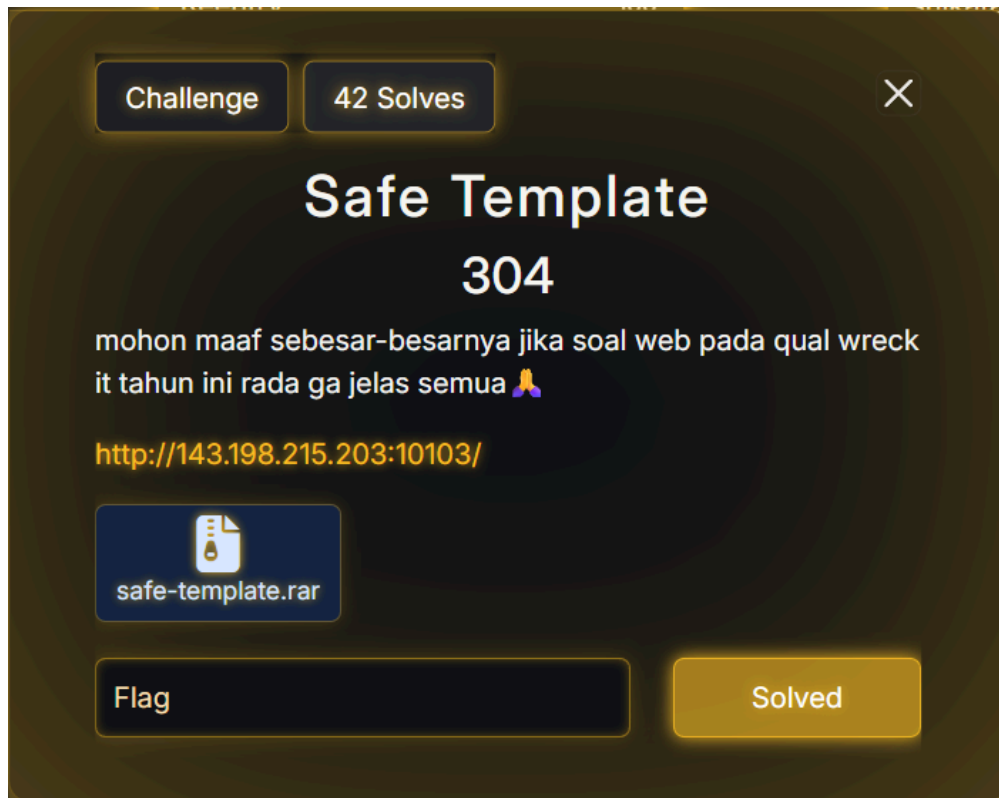 Challenge
42 Solves
Safe Template
304
mohon maaf sebesar-besarnya jika soal web pada qual wreck
it tahun ini rada ga jelas semua🙏
http://143.198.215.203:10103/
safe-template.rar
Flag
Solved